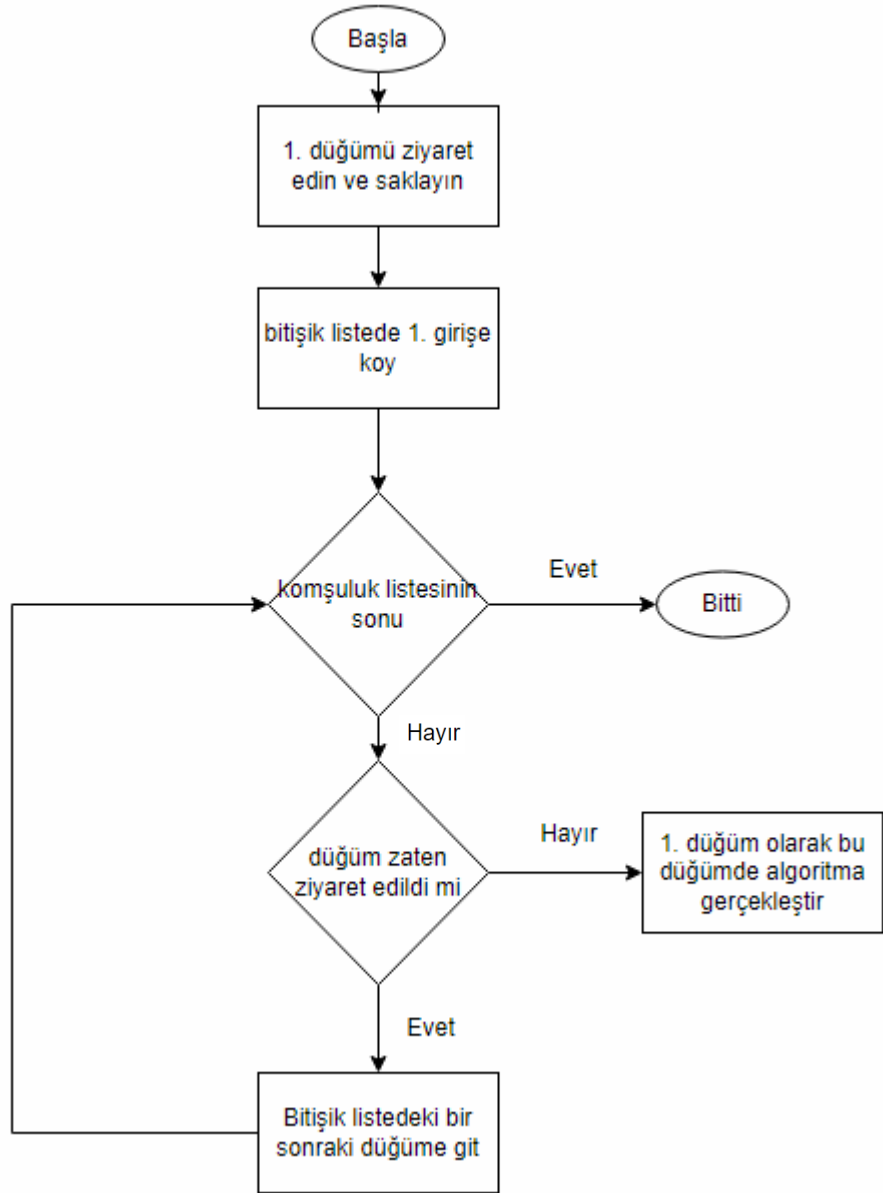 Başla
1. düğümü ziyaret
edin ve saklayın
bitişik listede 1. girişe
koy
komşuluk listesinin
sonu
Evet
Bitti
Hayır
düğüm zaten
ziyaret edildi mi
Hayır
1. düğüm olarak bu
düğümde algoritma
gerçekleştir
Evet
Bitişik listedeki bir
sonraki düğüme git